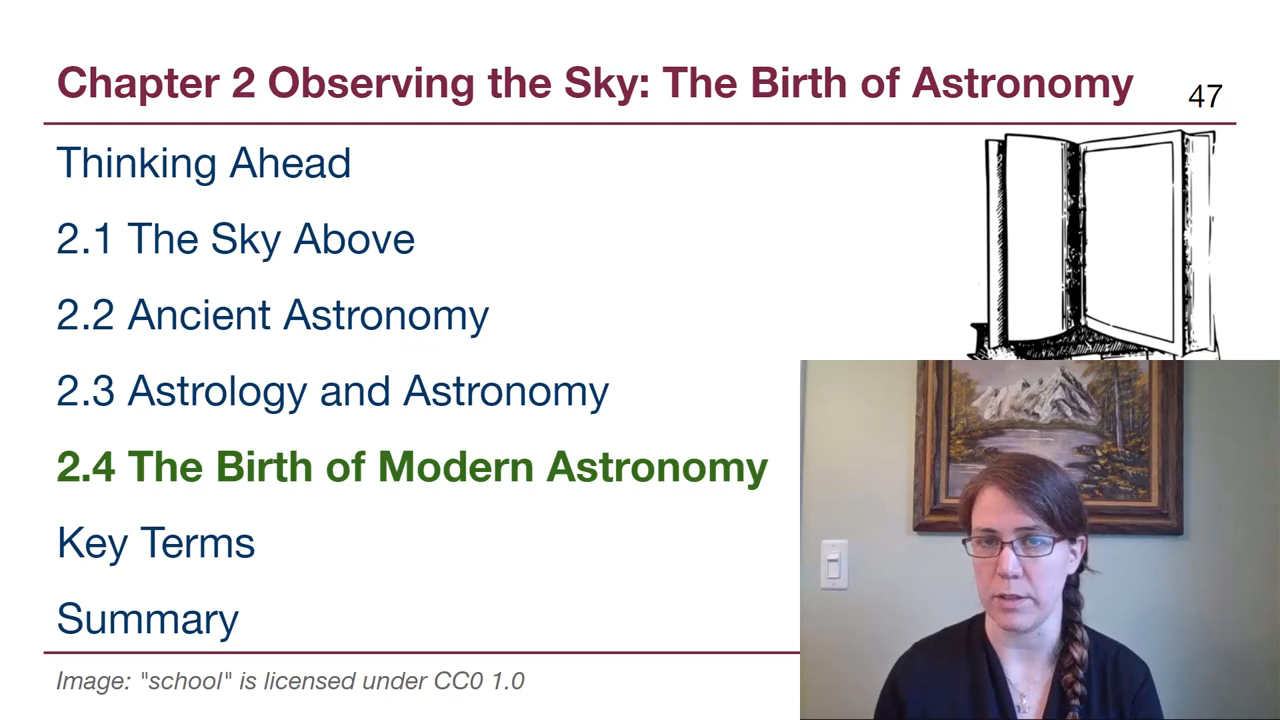 Chapter 2 Observing the Sky: The Birth of Astronomy
47
Thinking Ahead
2.1 The Sky Above
2.2 Ancient Astronomy
2.3 Astrology and Astronomy
2.4 The Birth of Modern Astronomy
Key Terms
Summary
Image: "school" is licensed under CC0 1.0